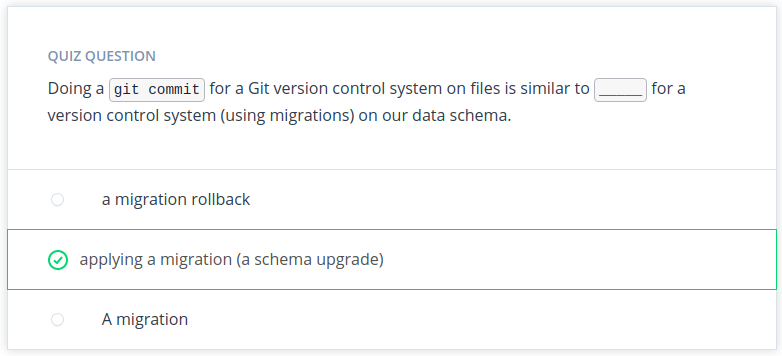 QUIZ QUESTION
Doing a git commit for a Git version control system on files is similar to _____ for a
version control system (using migrations) on our data schema.
a migration rollback
applying a migration (a schema upgrade)
A migration